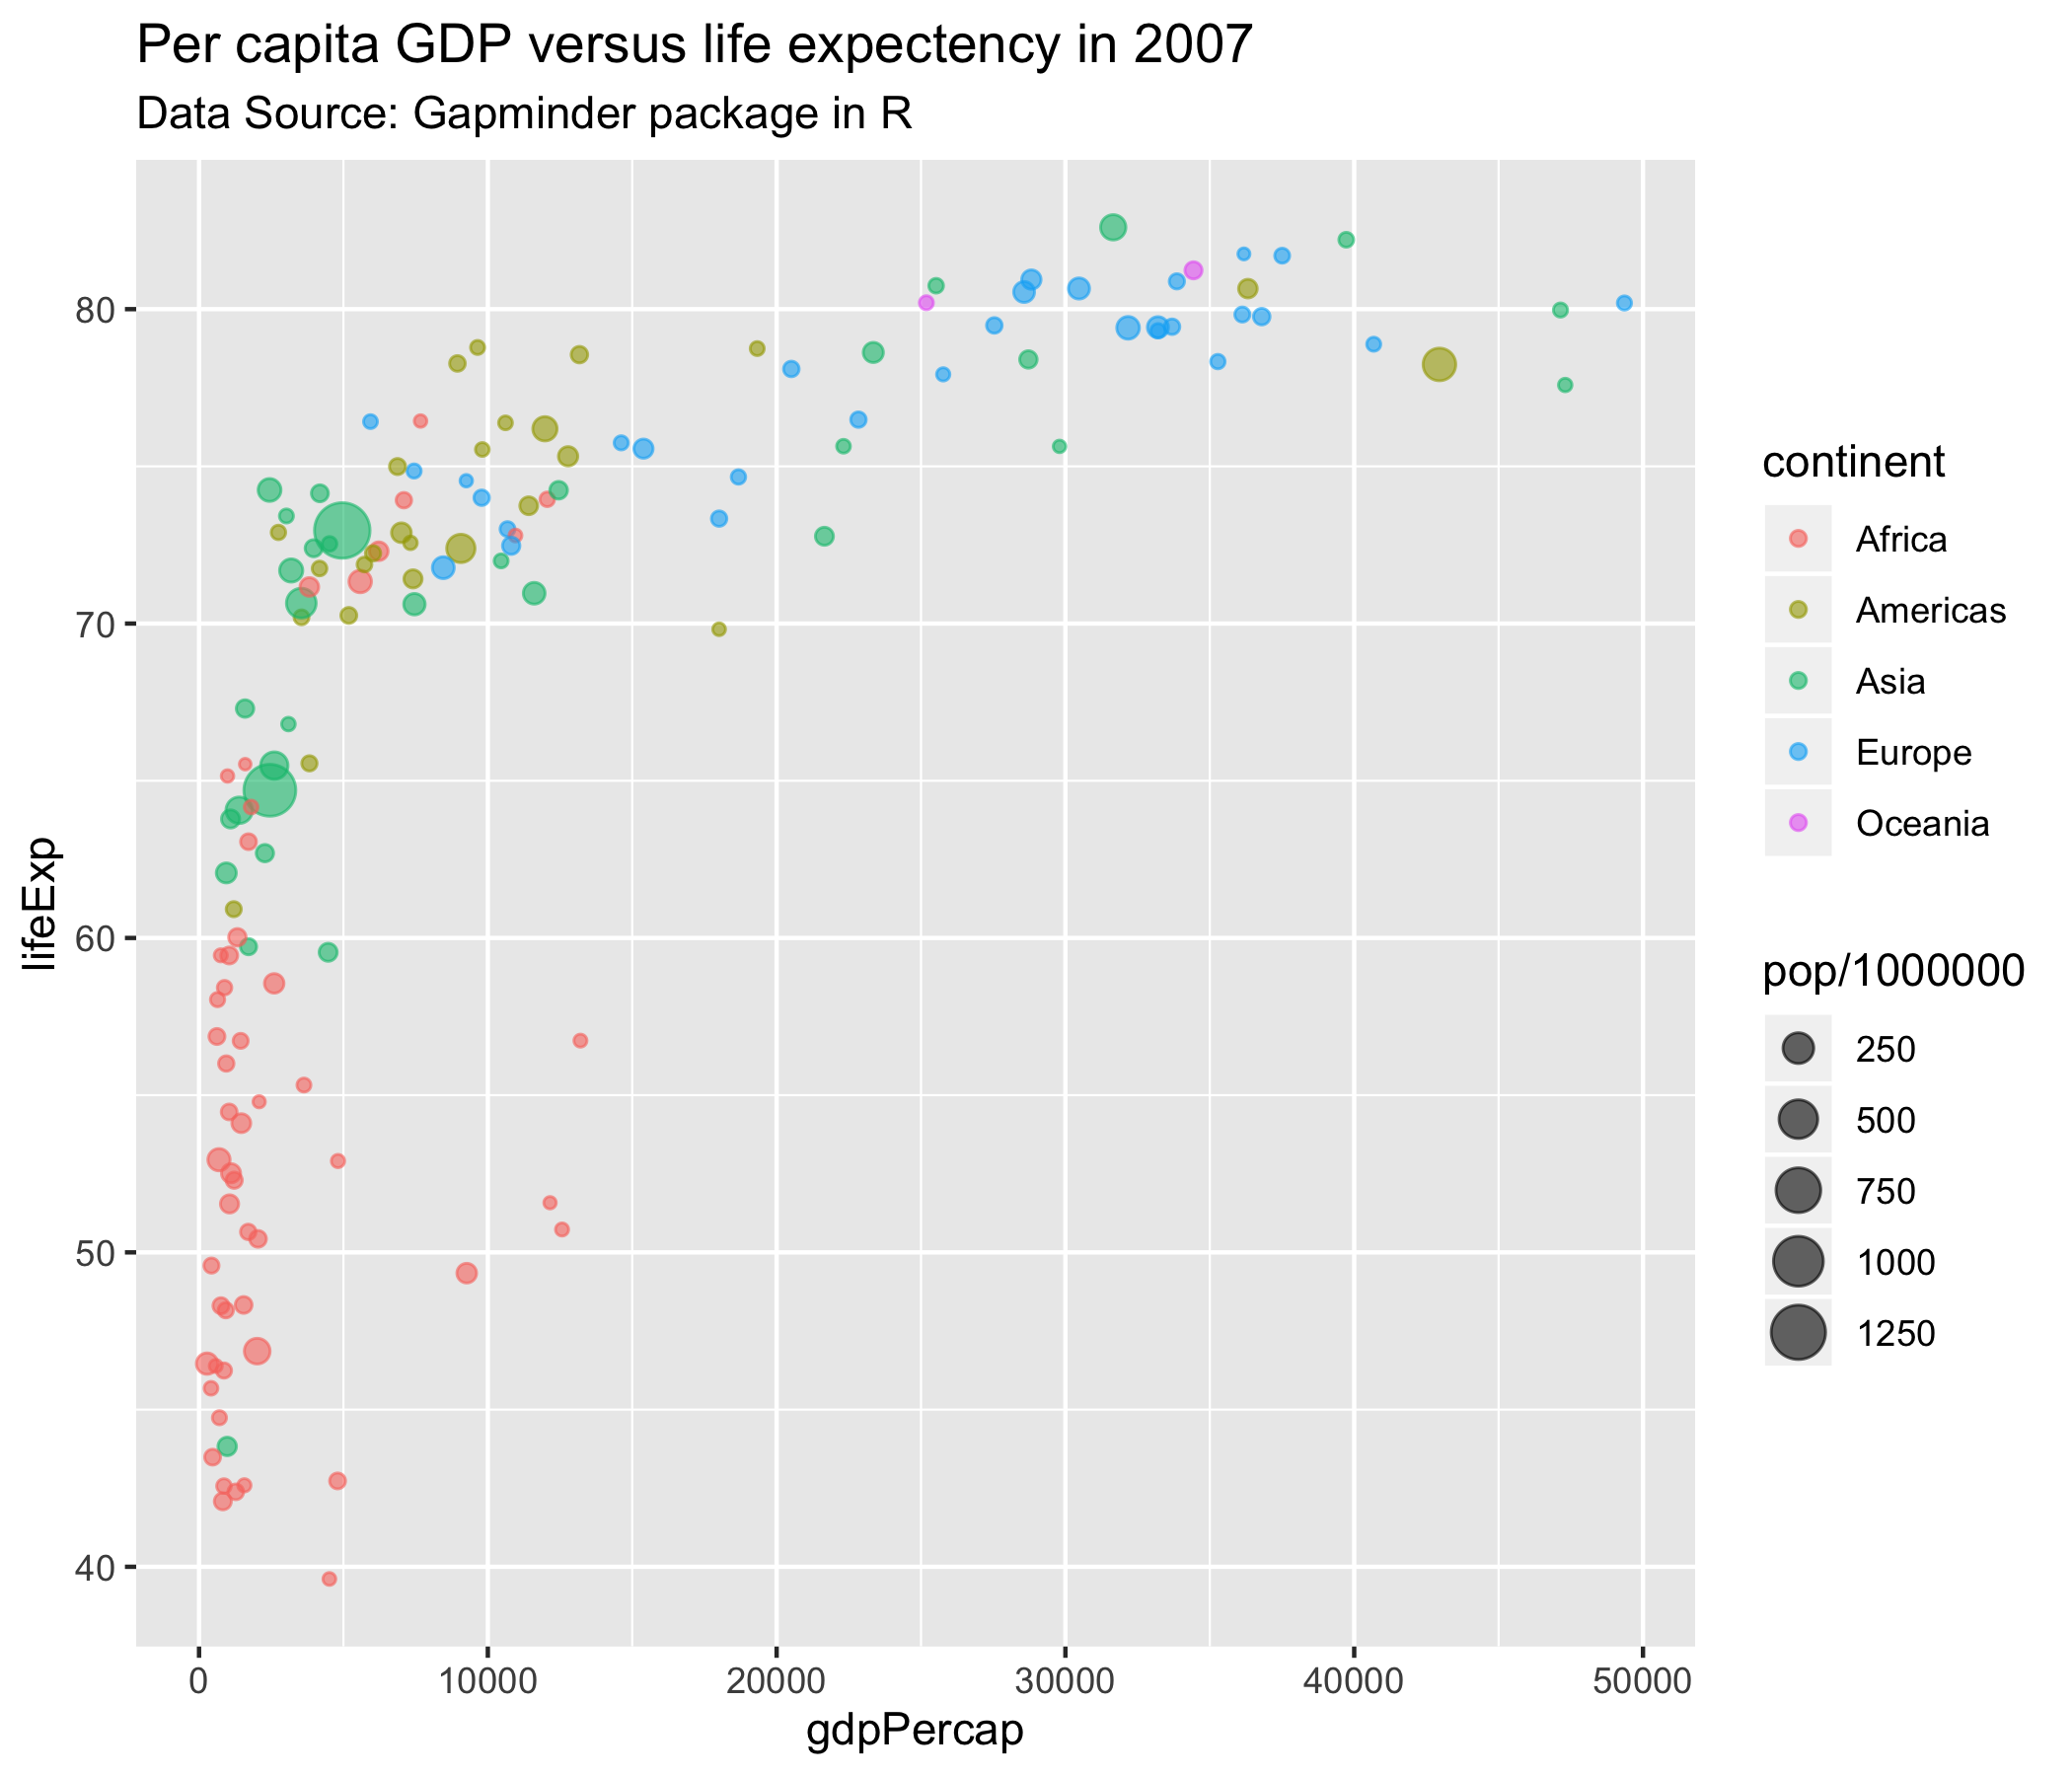 Per capita GDP versus life expectency in 2007
Data Source: Gapminder package in R
lifeExp
80
70
60
50
40
0 10000 20000 30000 40000 50000
gdpPercap
continent
Africa
Americas
Asia
Europe
Oceania
pop/1000000
250
500
750
1000
1250